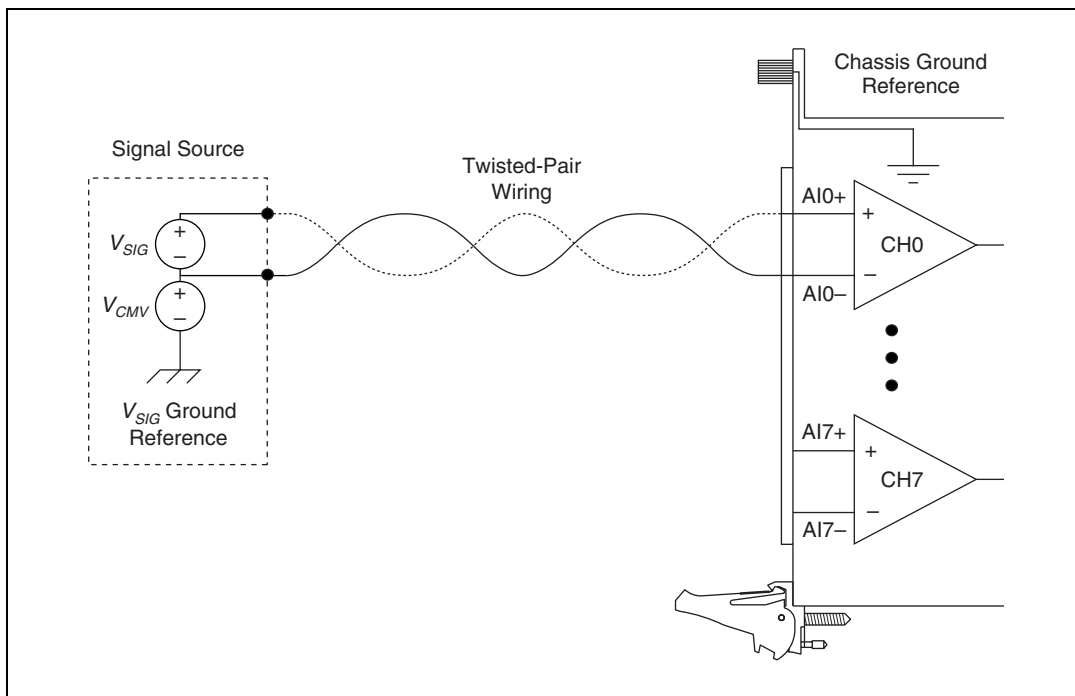 Chassis Ground
Reference
Signal Source
Twisted-Pair
Wiring
AI0+
+
V_SIG
+
–
CH0
–
AI0–
V_CMV
+
–
V_SIG Ground
Reference
AI7+
+
CH7
–
AI7–